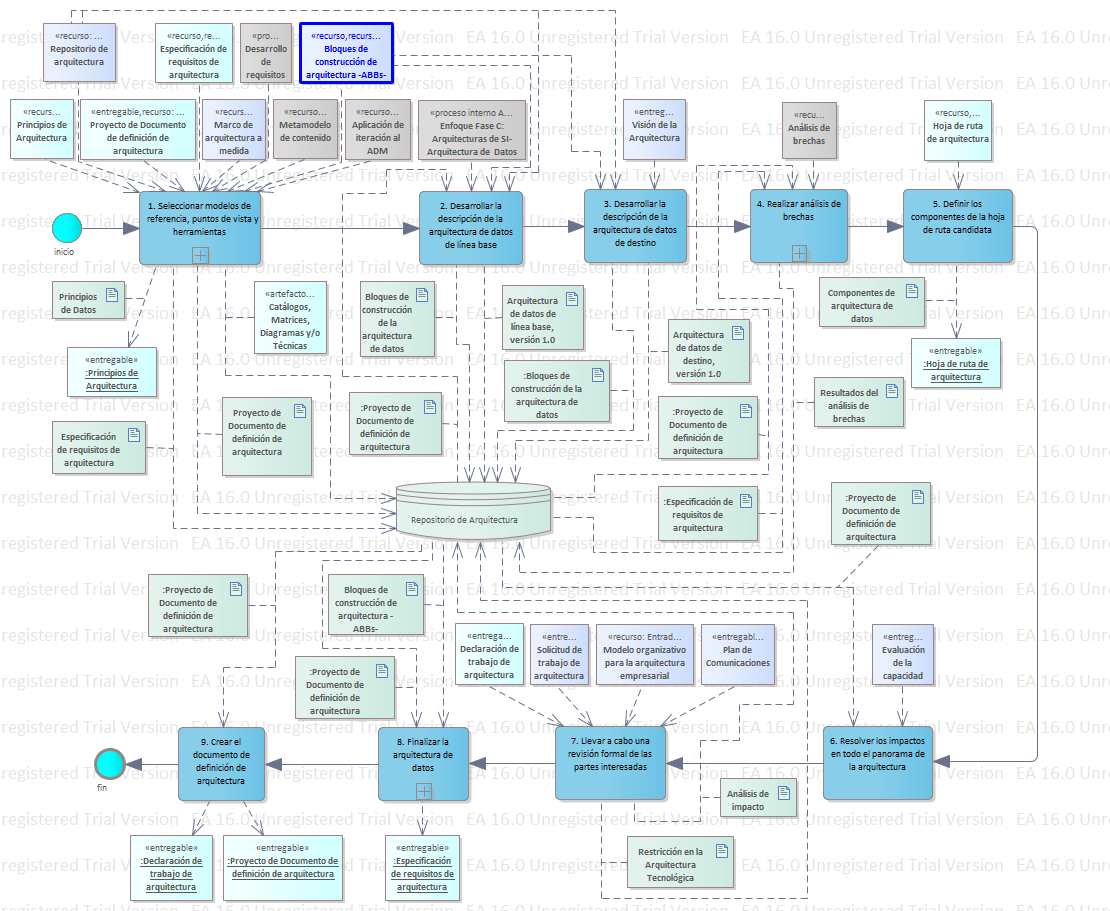 «recurso: ...
Repositorio de
arquitectura
«recurso,re...
Especificación de
requisitos de
arquitectura
«pro...
Desarrollo
de
requisitos
«recurso,recurs...
Bloques de
construcción de
arquitectura -ABBs-
«recurs...
Principios de
Arquitectura
«entregable,recurso: ...
Proyecto de Documento
de definición de
arquitectura
«recurs...
Marco de
arquitectura a
medida
«recurso...
Metamodelo
de contenido
«recurso...
Aplicación de
iteración al
ADM
«proceso interno A...
Enfoque Fase C:
Arquitecturas de SI-
Arquitectura de Datos
«entreg...
Visión de la
Arquitectura
«recu...
Análisis de
brechas
«recurso,...
Hoja de ruta
de arquitectura
inicio
1. Seleccionar modelos de
referencia, puntos de vista y
herramientas
2. Desarrollar la
descripción de la
arquitectura de datos
de línea base
3. Desarrollar la
descripción de la
arquitectura de datos
de destino
4. Realizar análisis de
brechas
5. Definir los
componentes de la hoja
de ruta candidata
Principios
de Datos
«entregable»
:Principios de
Arquitectura
«artefacto...
Catálogos,
Matrices,
Diagramas y/o
Técnicas
Bloques de
construcción
de la
arquitectura
de datos
Arquitectura
de datos de
línea base,
versión 1.0
Arquitectura
de datos de
destino,
versión 1.0
Componentes de
arquitectura de
datos
«entregable»
:Hoja de ruta de
arquitectura
Especificación
de requisitos de
arquitectura
Proyecto de
Documento de
definición de
arquitectura
:Proyecto de
Documento de
definición de
arquitectura
:Bloques de
construcción de la
arquitectura de
datos
:Proyecto de
Documento de
definición de
arquitectura
Resultados del
análisis de
brechas
Repositorio de Arquitectura
:Especificación de
requisitos de
arquitectura
:Proyecto de
Documento de
definición de
arquitectura
:Proyecto de
Documento de
definición de
arquitectura
Bloques de
construcción de
arquitectura -
ABBs-
:Proyecto de
Documento de
definición de
arquitectura
«entrega...
Declaración de
trabajo de
arquitectura
«entre...
Solicitud de
trabajo de
arquitectura
«recurso: Entrad...
Modelo organizativo
para la arquitectura
empresarial
«entregabl...
Plan de
Comunicaciones
«entreg...
Evaluación
de la
capacidad
fin
9. Crear el
documento de
definición de
arquitectura
8. Finalizar la
arquitectura de
datos
7. Llevar a cabo una
revisión formal de las
partes interesadas
6. Resolver los impactos
en todo el panorama de
la arquitectura
Análisis de
impacto
Restricción en la
Arquitectura
Tecnológica
«entregable»
:Declaración de
trabajo de
arquitectura
«entregable»
:Proyecto de Documento de
definición de arquitectura
«entregable»
:Especificación
de requisitos de
arquitectura
EA 16.0 Unregistered Trial Version